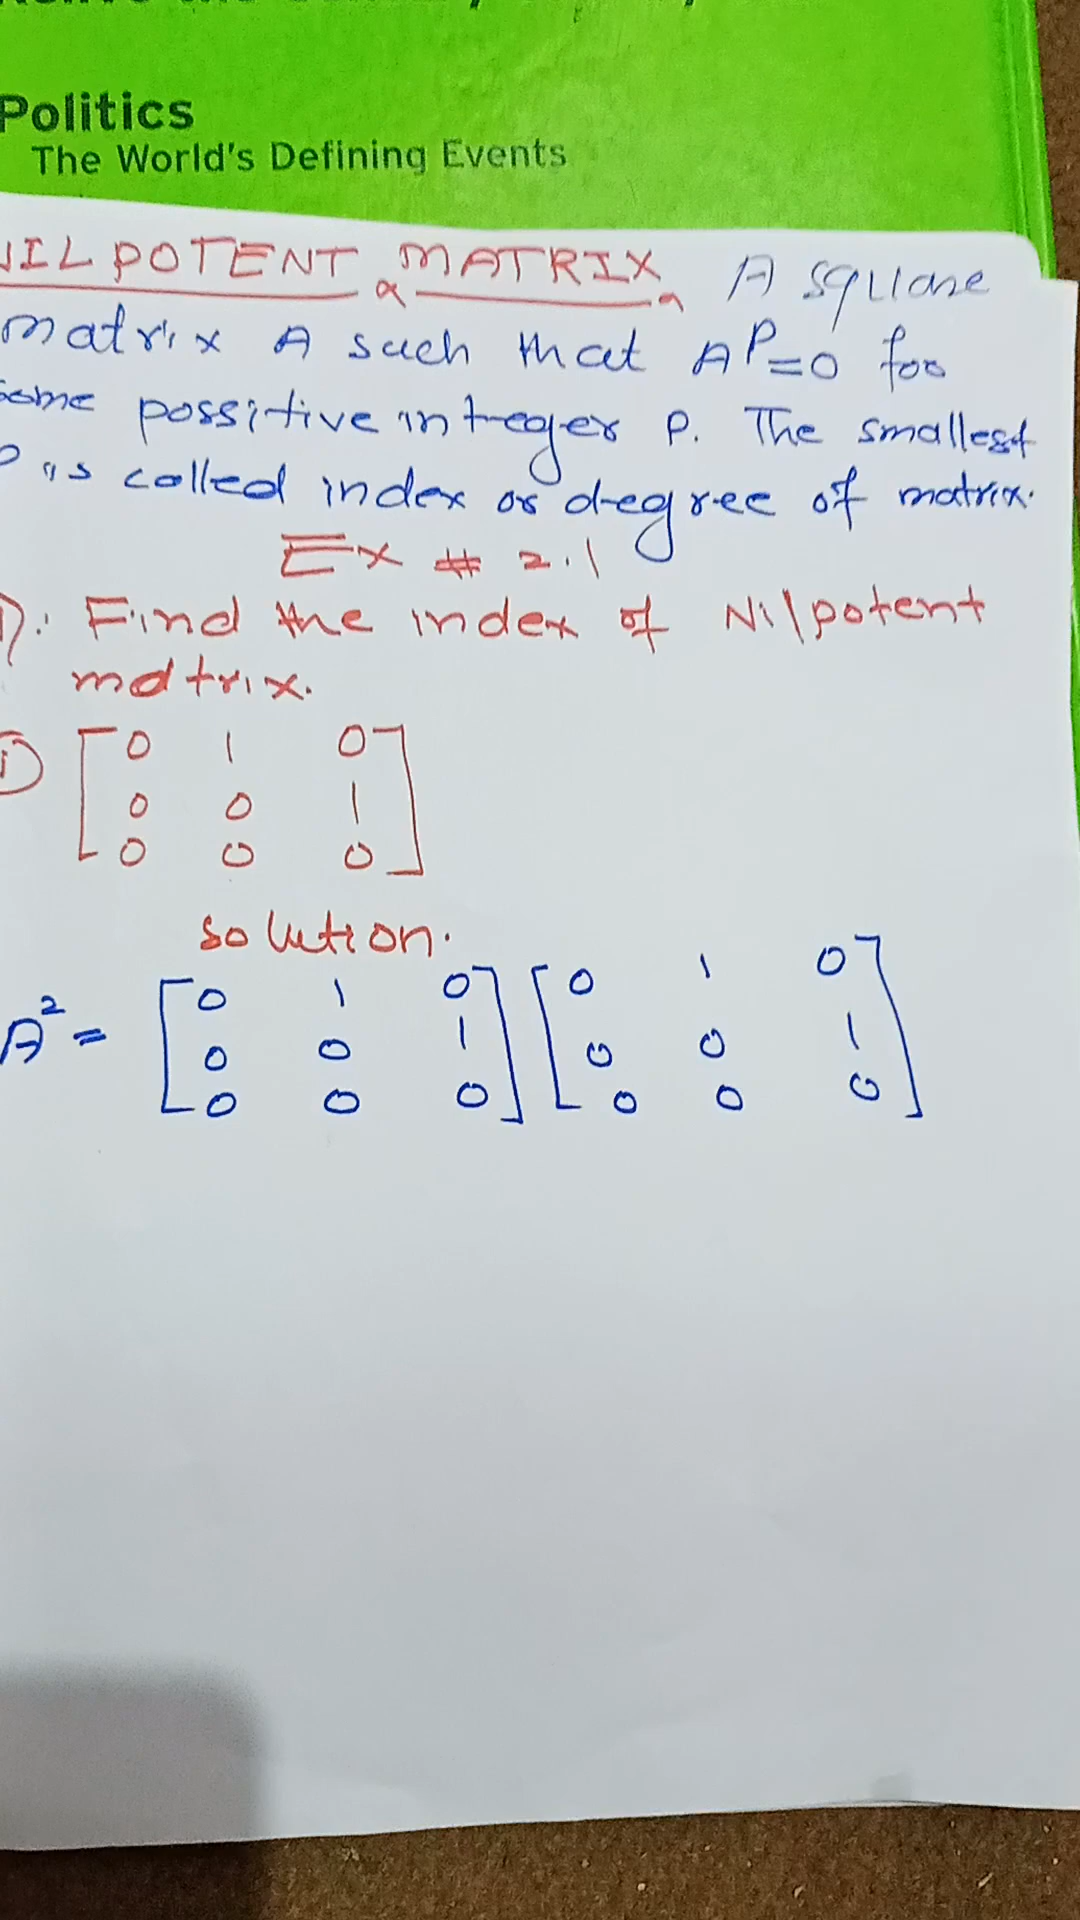 Politics
The World's Defining Events
NILPOTENT MATRIX A square
matrix A such that A^P=0 for
some possitive integer P. The smallest
P is called index or degree of matrix.
Ex # 2.1
1). Find the index of Nilpotent
matrix.
(i) [0 1 0
0 0 1
0 0 0]
solution.
A²= [0 1 0 [0 1 0
0 0 1 0 0 1
0 0 0] 0 0 0]